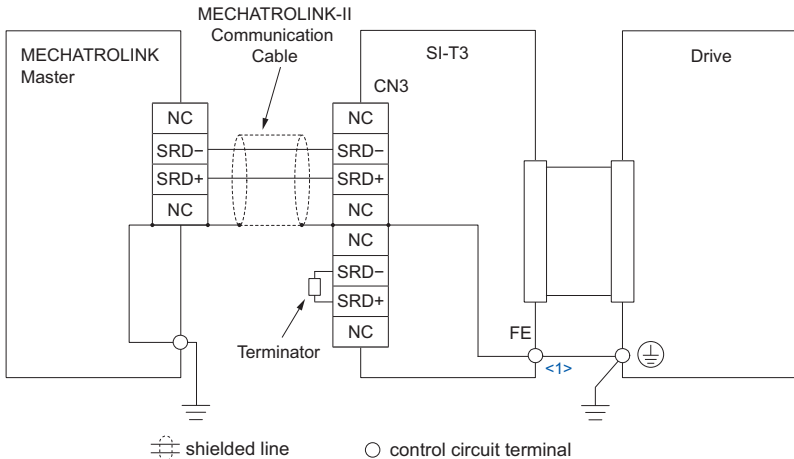 MECHATROLINK-II
Communication
Cable
MECHATROLINK
Master
SI-T3
Drive
CN3
NC
SRD−
SRD+
NC
NC
SRD−
SRD+
NC
NC
SRD−
SRD+
NC
Terminator
FE
<1>
shielded line
control circuit terminal